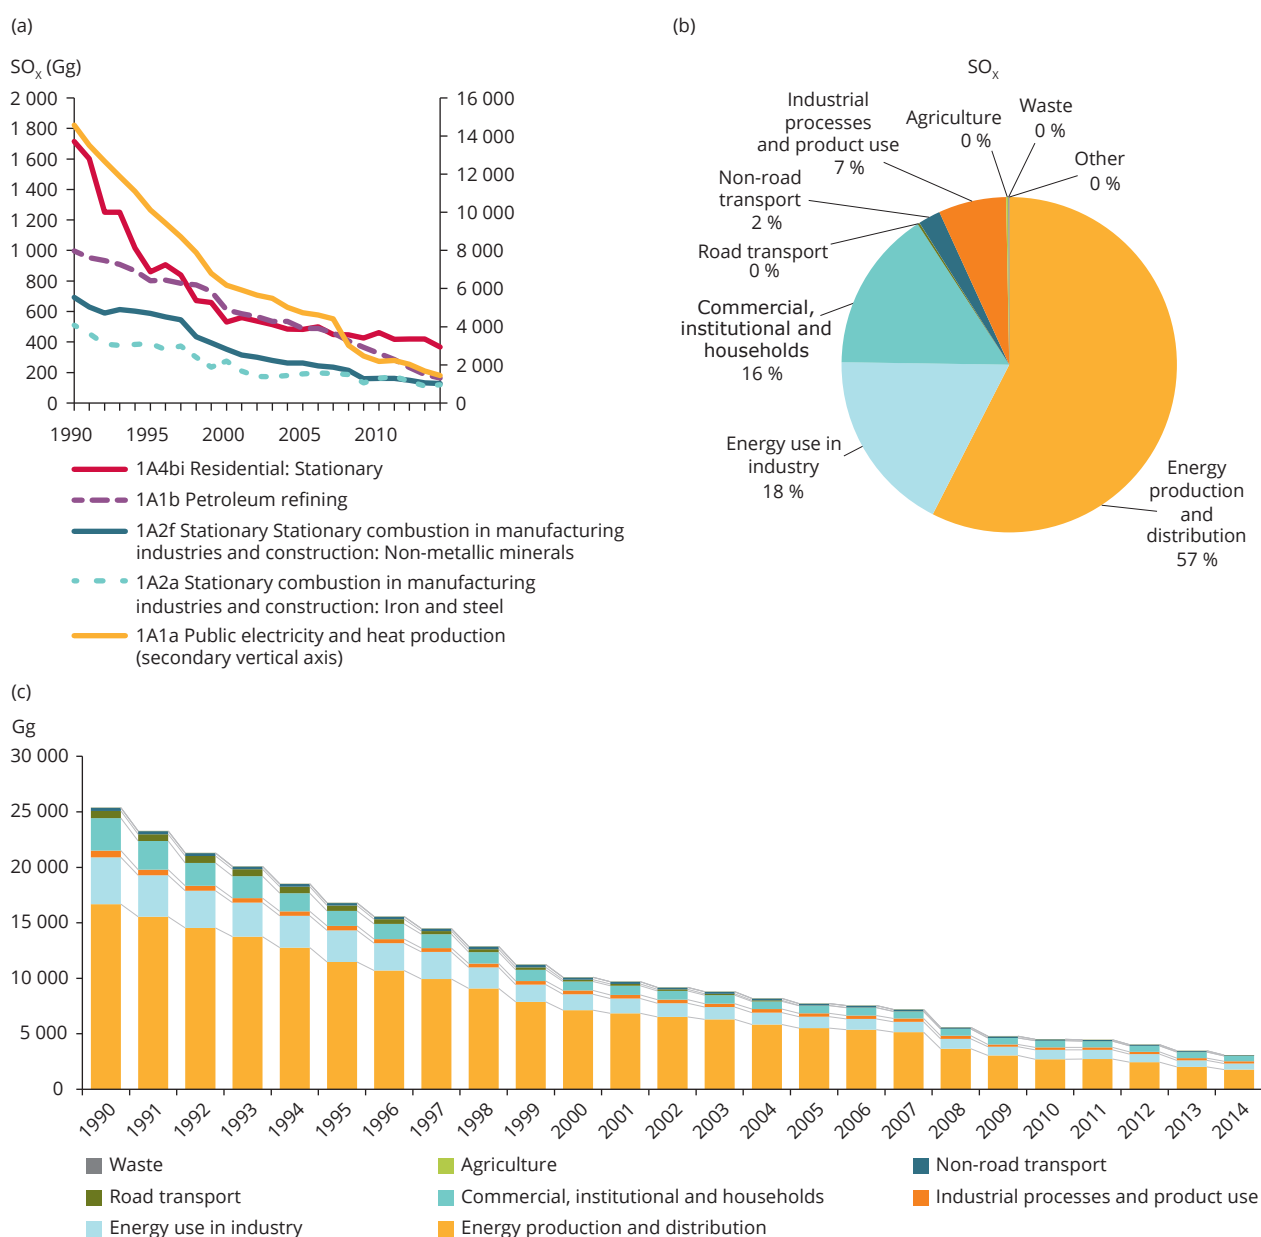 (a)
SOx (Gg)
2 000
1 800
1 600
1 400
1 200
1 000
800
600
400
200
0
16 000
14 000
12 000
10 000
8 000
6 000
4 000
2 000
0
1990 1995 2000 2005 2010
1A4bi Residential: Stationary
1A1b Petroleum refining
1A2f Stationary Stationary combustion in manufacturing
industries and construction: Non-metallic minerals
1A2a Stationary combustion in manufacturing
industries and construction: Iron and steel
1A1a Public electricity and heat production
(secondary vertical axis)
(b)
SOx
Industrial
processes
and product use
7 %
Agriculture
0 %
Waste
0 %
Other
0 %
Non-road
transport
2 %
Road transport
0 %
Commercial,
institutional and
households
16 %
Energy use in
industry
18 %
Energy
production
and
distribution
57 %
(c)
Gg
30 000
25 000
20 000
15 000
10 000
5 000
0
1990 1991 1992 1993 1994 1995 1996 1997 1998 1999 2000 2001 2002 2003 2004 2005 2006 2007 2008 2009 2010 2011 2012 2013 2014
Waste Agriculture Non-road transport
Road transport Commercial, institutional and households Industrial processes and product use
Energy use in industry Energy production and distribution